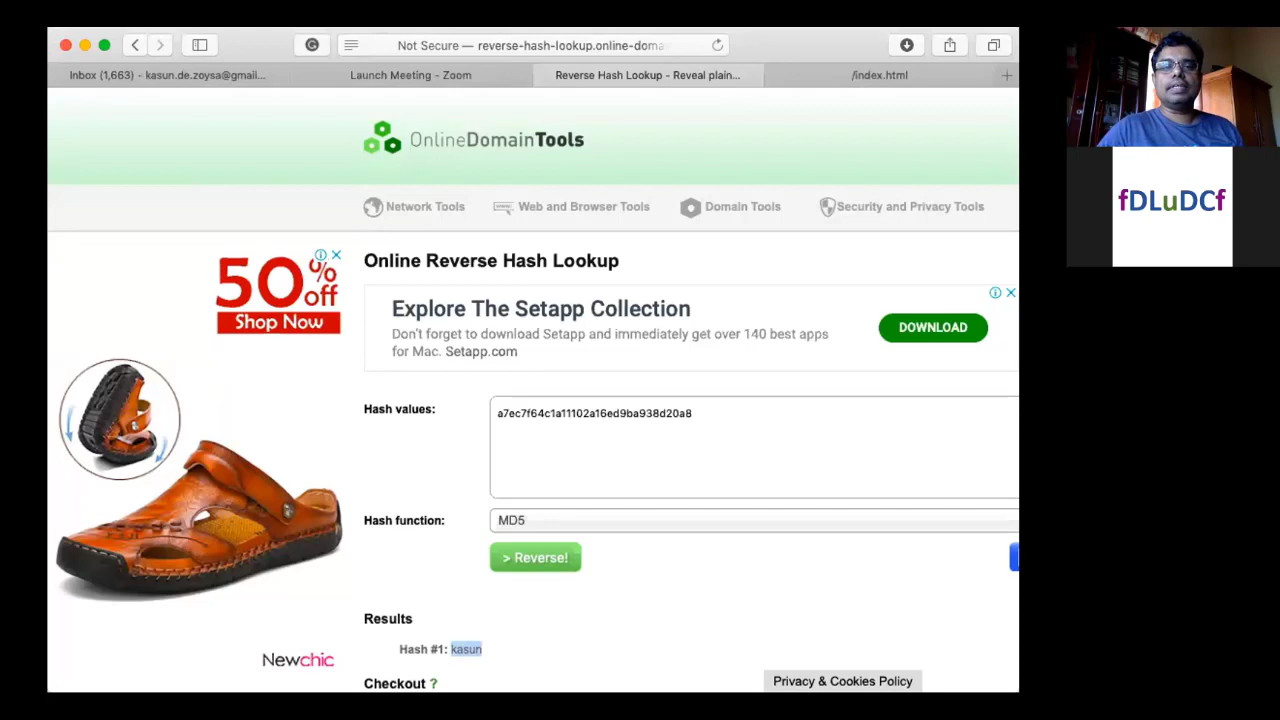 Not Secure — reverse-hash-lookup.online-doma
Inbox (1,663) - kasun.de.zoysa@gmail...
Launch Meeting - Zoom
Reverse Hash Lookup - Reveal plain...
/index.html
OnlineDomainTools
Network Tools
Web and Browser Tools
Domain Tools
Security and Privacy Tools
50% off
Shop Now
Newchic
Online Reverse Hash Lookup
Explore The Setapp Collection
Don't forget to download Setapp and immediately get over 140 best apps
for Mac. Setapp.com
DOWNLOAD
Hash values:
a7ec7f64c1a11102a16ed9ba938d20a8
Hash function:
MD5
> Reverse!
Results
Hash #1: kasun
Checkout ?
Privacy & Cookies Policy
fDLuDCf